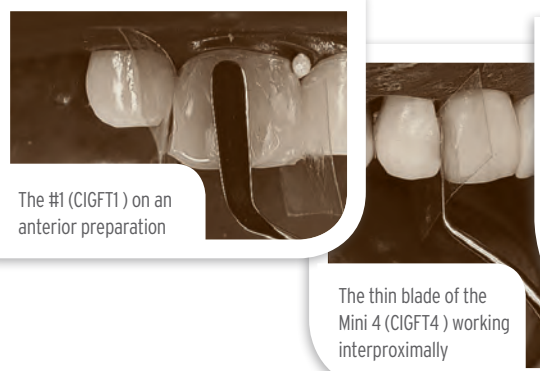 The #1 (CIGFT1 ) on an
anterior preparation
The thin blade of the
Mini 4 (CIGFT4 ) working
interproximally